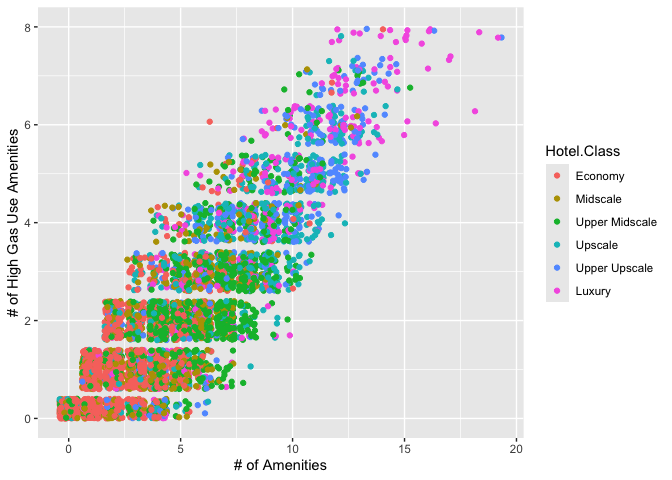 8
6
4
2
0
0
5
10
15
20
# of Amenities
# of High Gas Use Amenities
Hotel.Class
Economy
Midscale
Upper Midscale
Upscale
Upper Upscale
Luxury